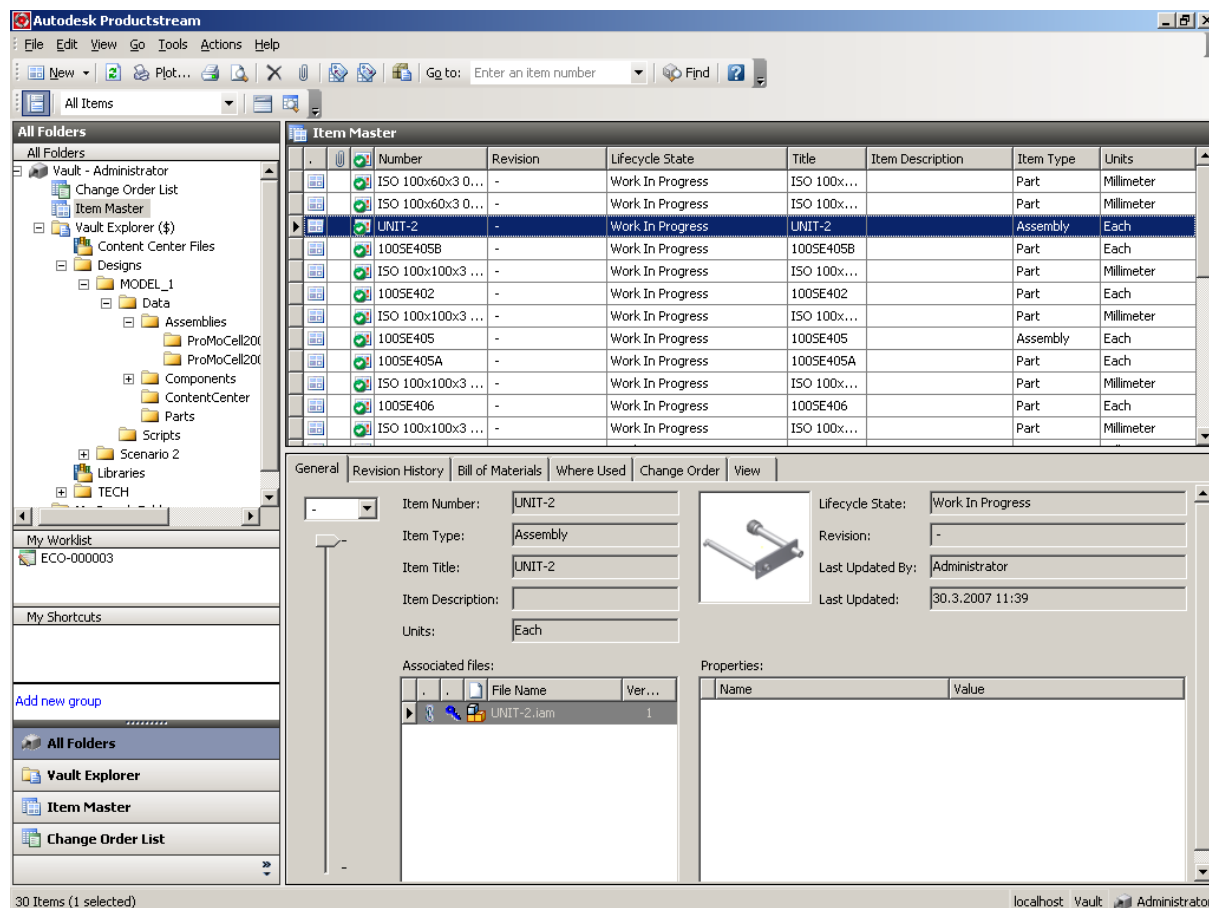 Autodesk Productstream
File Edit View Go Tools Actions Help
New Plot... Go to: Enter an item number Find
All Items
All Folders
All Folders
Vault - Administrator
Change Order List
Item Master
Vault Explorer ($)
Content Center Files
Designs
MODEL_1
Data
Assemblies
ProMoCell20(
ProMoCell20(
Components
ContentCenter
Parts
Scripts
Scenario 2
Libraries
TECH
My Worklist
ECO-000003
My Shortcuts
Add new group
All Folders
Vault Explorer
Item Master
Change Order List
Item Master
. Number Revision Lifecycle State Title Item Description Item Type Units
ISO 100x60x3 0... - Work In Progress ISO 100x... Part Millimeter
ISO 100x60x3 0... - Work In Progress ISO 100x... Part Millimeter
UNIT-2 - Work In Progress UNIT-2 Assembly Each
100SE405B - Work In Progress 100SE405B Part Each
ISO 100x100x3 ... - Work In Progress ISO 100x... Part Millimeter
100SE402 - Work In Progress 100SE402 Part Each
ISO 100x100x3 ... - Work In Progress ISO 100x... Part Millimeter
100SE405 - Work In Progress 100SE405 Assembly Each
100SE405A - Work In Progress 100SE405A Part Each
ISO 100x100x3 ... - Work In Progress ISO 100x... Part Millimeter
100SE406 - Work In Progress 100SE406 Part Each
ISO 100x100x3 ... - Work In Progress ISO 100x... Part Millimeter
General Revision History Bill of Materials Where Used Change Order View
- Item Number: UNIT-2 Lifecycle State: Work In Progress
- Item Type: Assembly Revision: -
Item Title: UNIT-2 Last Updated By: Administrator
Item Description: Last Updated: 30.3.2007 11:39
Units: Each
Associated files: Properties:
. . File Name Ver... Name Value
UNIT-2.iam 1
-
30 Items (1 selected) localhost Vault Administrator